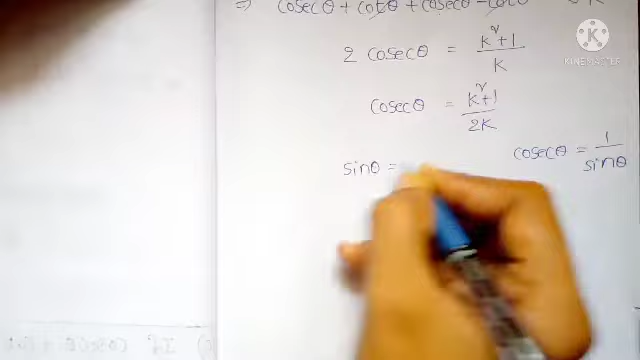 ⇒ cosecθ + cotθ + cosecθ - cotθ
2 cosecθ = k²+1 / k
cosecθ = k²+1 / 2k
sinθ =
cosecθ = 1 / sinθ
KINEMASTER